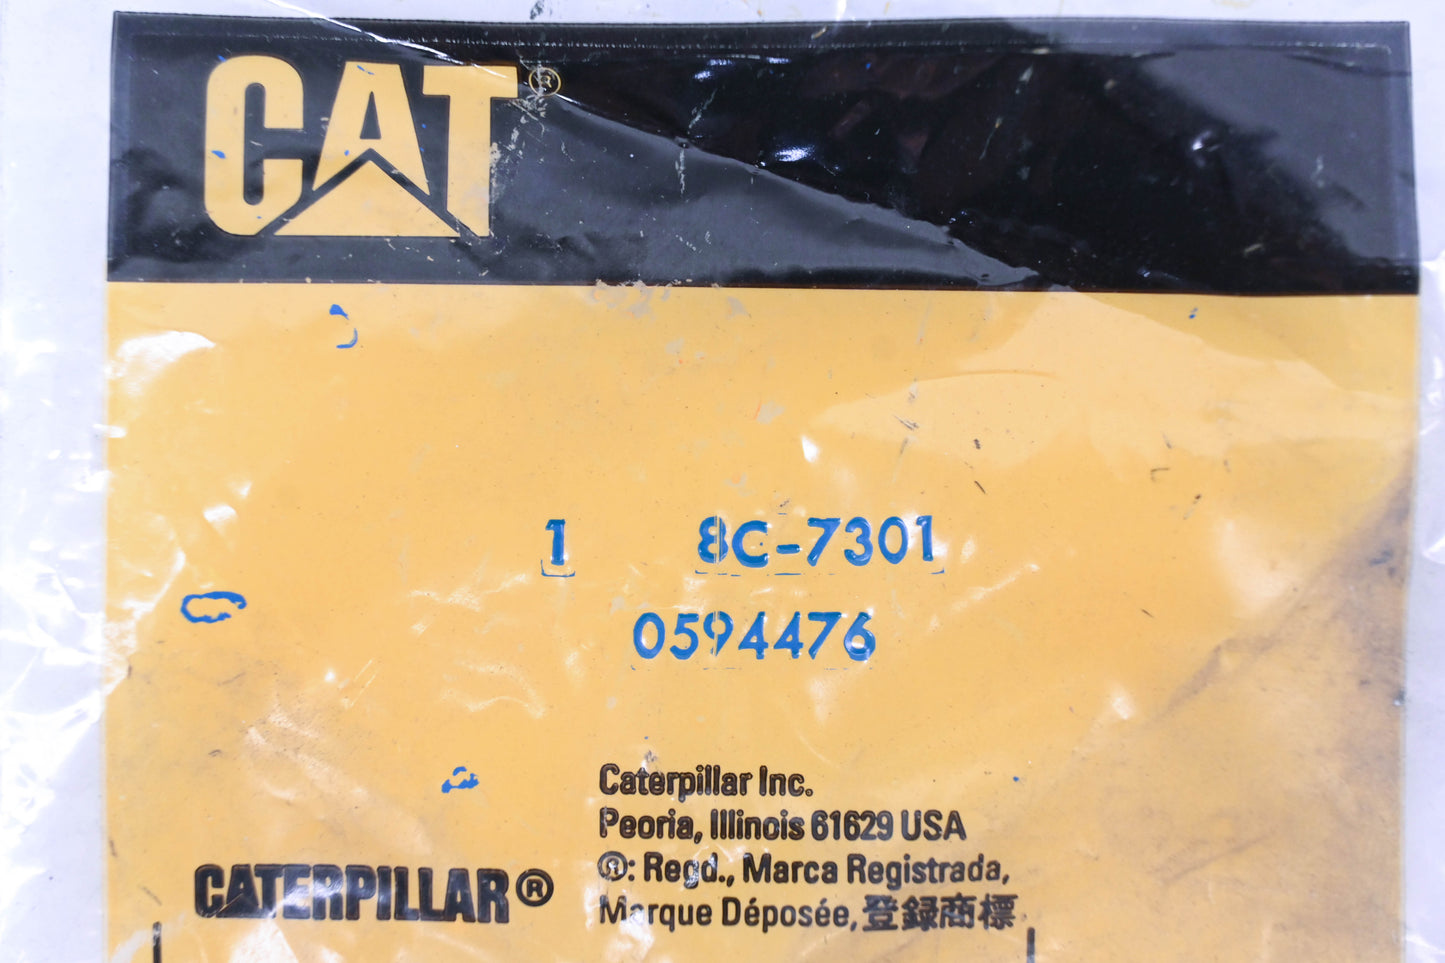 CAT®
1 8C-7301
0594476
Caterpillar Inc.
Peoria, Illinois 61629 USA
®: Regd., Marca Registrada,
Marque Déposée, 登録商標
CATERPILLAR®